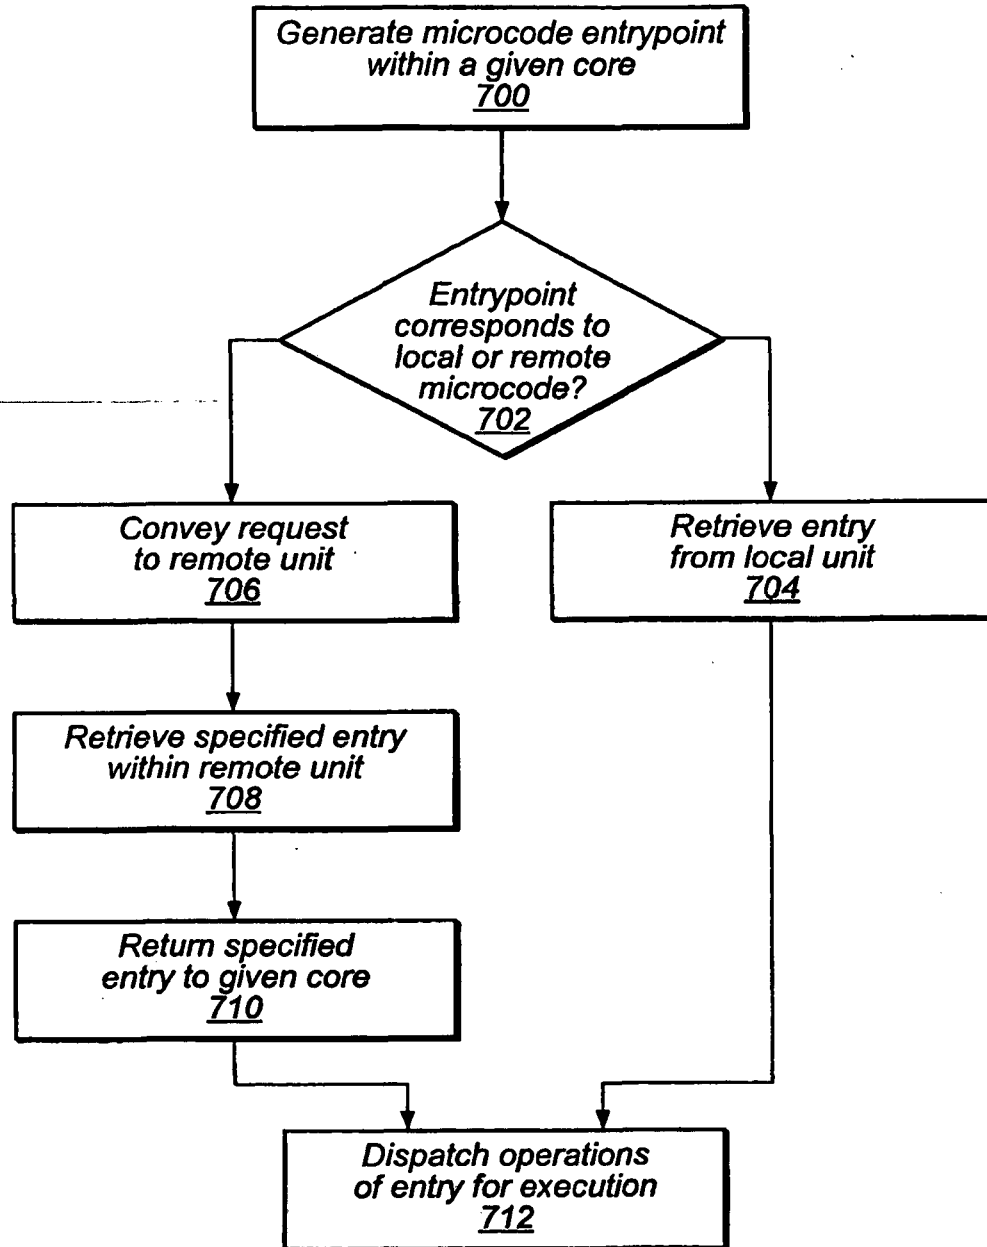 Generate microcode entrypoint
within a given core
700
Entrypoint
corresponds to
local or remote
microcode?
702
Convey request
to remote unit
706
Retrieve entry
from local unit
704
Retrieve specified entry
within remote unit
708
Return specified
entry to given core
710
Dispatch operations
of entry for execution
712